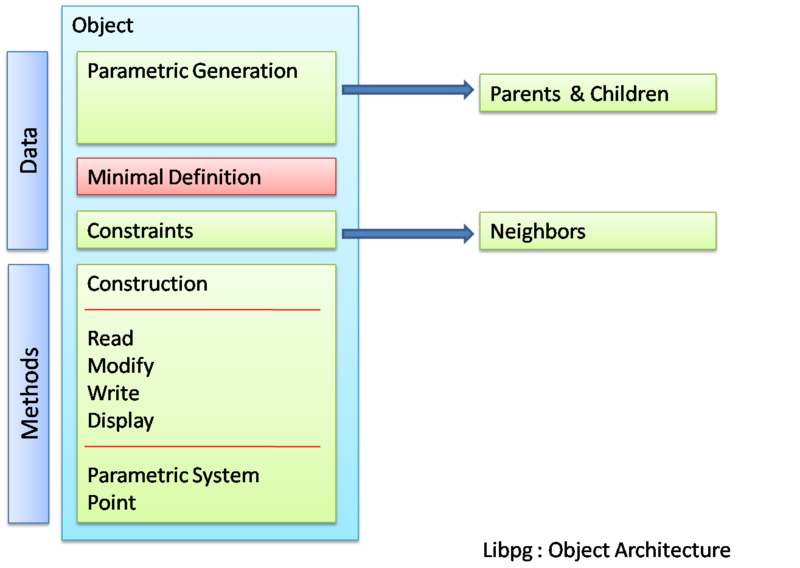 Object
Data
Parametric Generation
Parents & Children
Minimal Definition
Constraints
Neighbors
Methods
Construction
Read
Modify
Write
Display
Parametric System
Point
Libpg : Object Architecture